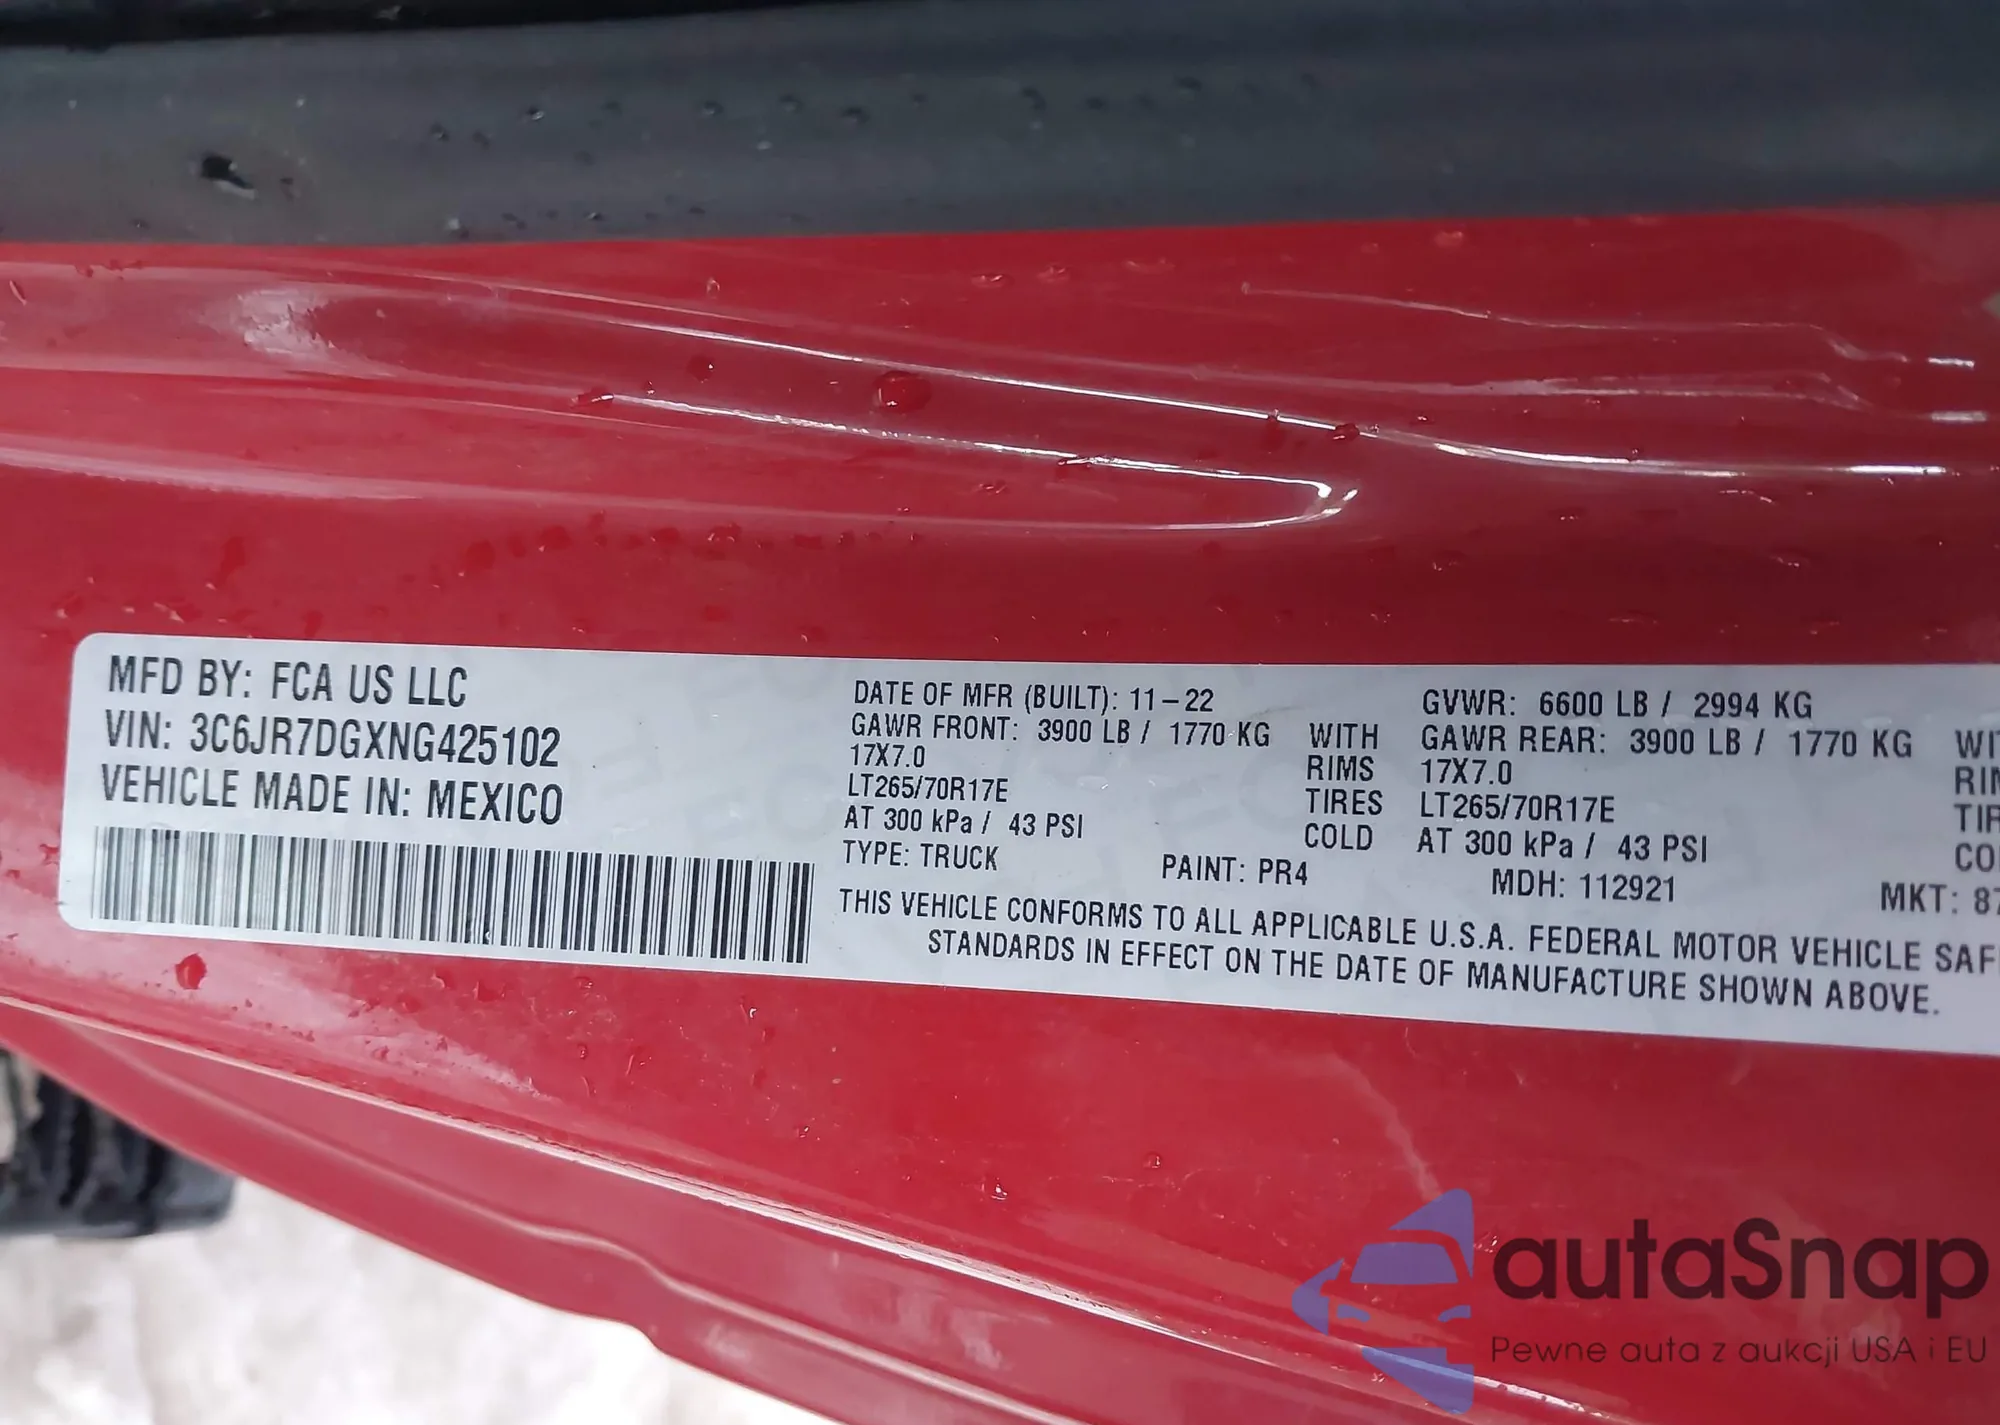 MFD BY: FCA US LLC
VIN: 3C6JR7DGXNG425102
VEHICLE MADE IN: MEXICO
DATE OF MFR (BUILT): 11-22 GVWR: 6600 LB / 2994 KG
GAWR FRONT: 3900 LB / 1770 KG WITH GAWR REAR: 3900 LB / 1770 KG
17X7.0 RIMS 17X7.0
LT265/70R17E TIRES LT265/70R17E
AT 300 kPa / 43 PSI COLD AT 300 kPa / 43 PSI
TYPE: TRUCK PAINT: PR4 MDH: 112921 MKT:
THIS VEHICLE CONFORMS TO ALL APPLICABLE U.S.A. FEDERAL MOTOR VEHICLE
STANDARDS IN EFFECT ON THE DATE OF MANUFACTURE SHOWN ABOVE.
autaSnap
Pewne auta z aukcji USA i EU